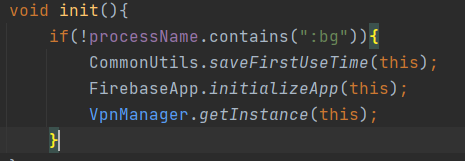 void init(){
if(!processName.contains(":bg")){
CommonUtils.saveFirstUseTime(this);
FirebaseApp.initializeApp(this);
VpnManager.getInstance(this);
}